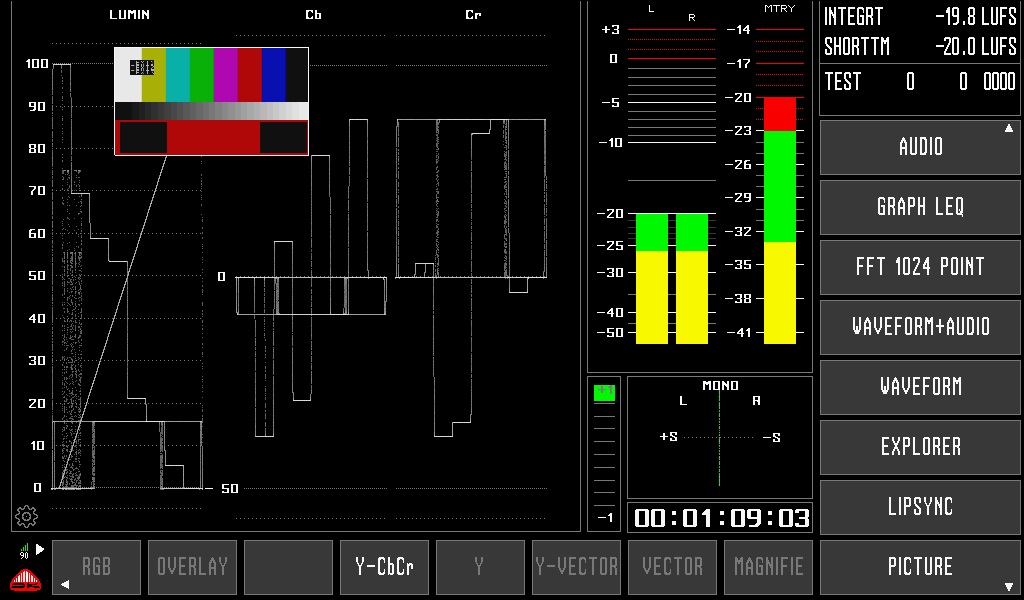 LUMIN Cb Cr
100
90
80
70
60
50
40
30
20
10
0
0
50
L R
+3
0
-5
-10
-20
-25
-30
-40
-50
MTRY
-14
-17
-20
-23
-26
-29
-32
-35
-38
-41
INTEGRT -19.8 LUFS
SHORTTM -20.0 LUFS
TEST 0 0 0000
AUDIO
GRAPH LEQ
FFT 1024 POINT
WAVEFORM+AUDIO
WAVEFORM
EXPLORER
LIPSYNC
PICTURE
+1
-1
MONO
L R
+S -S
00:01:09:03
90
RGB OVERLAY Y-CbCr Y Y-VECTOR VECTOR MAGNIFIE